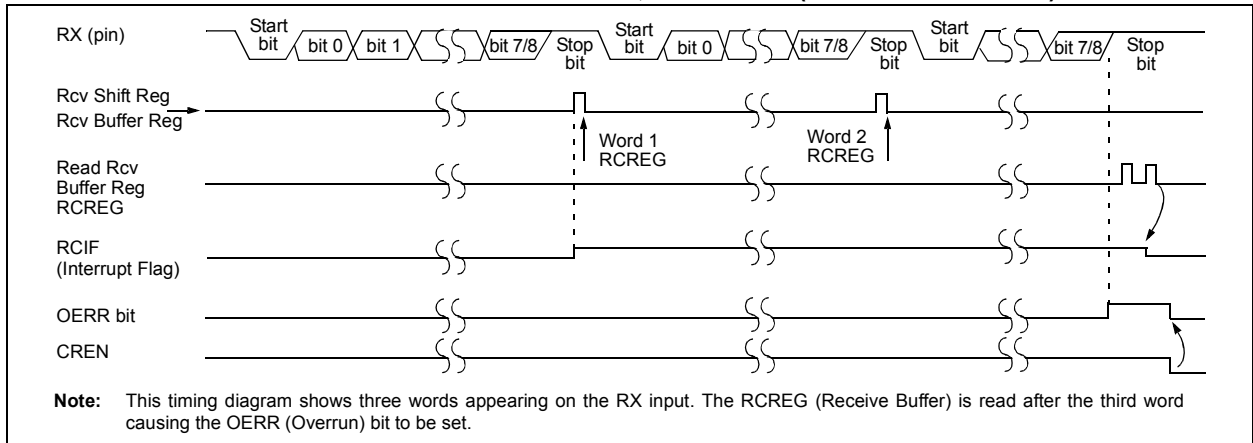 RX (pin)
Start bit
bit 0
bit 1
bit 7/8
Stop bit
Start bit
bit 0
bit 7/8
Stop bit
Start bit
bit 7/8
Stop bit
Rcv Shift Reg
Rcv Buffer Reg
Word 1
RCREG
Word 2
RCREG
Read Rcv
Buffer Reg
RCREG
RCIF
(Interrupt Flag)
OERR bit
CREN
Note: This timing diagram shows three words appearing on the RX input. The RCREG (Receive Buffer) is read after the third word
causing the OERR (Overrun) bit to be set.